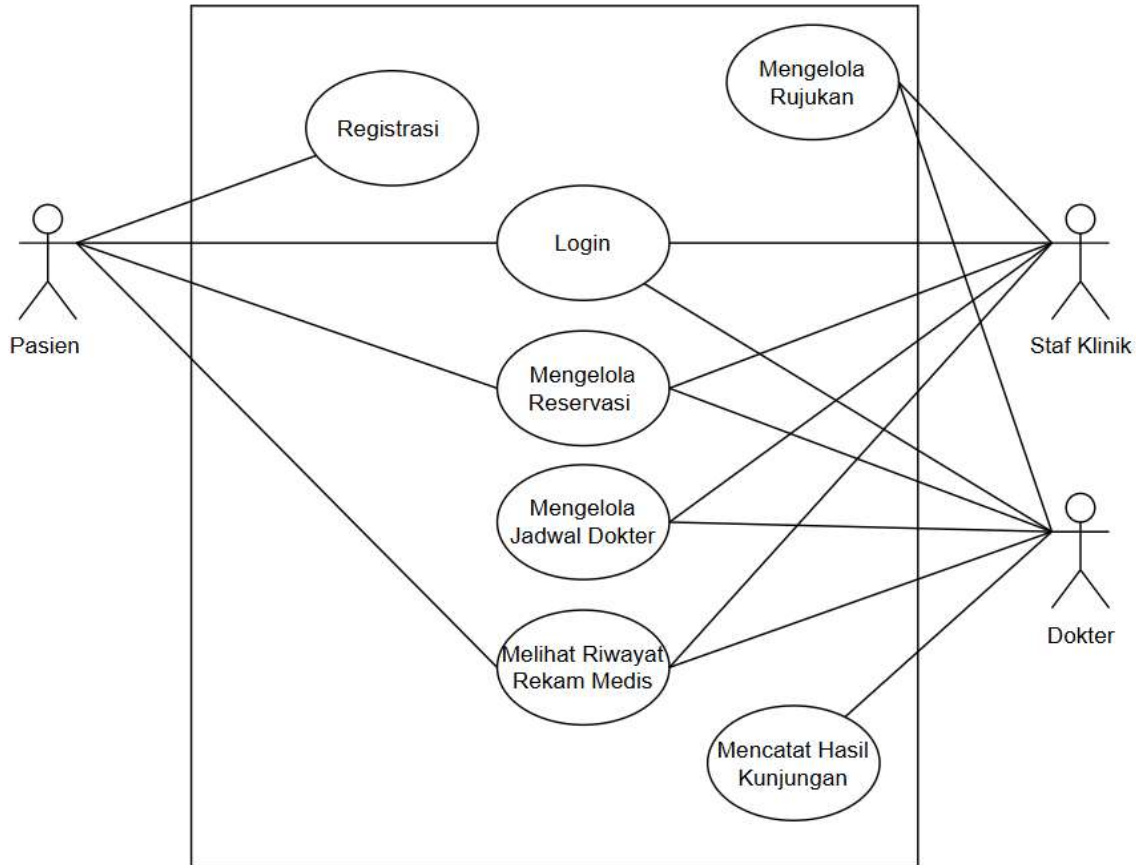 Mengelola
Rujukan
Registrasi
Login
Pasien
Staf Klinik
Mengelola
Reservasi
Mengelola
Jadwal Dokter
Melihat Riwayat
Rekam Medis
Dokter
Mencatat Hasil
Kunjungan